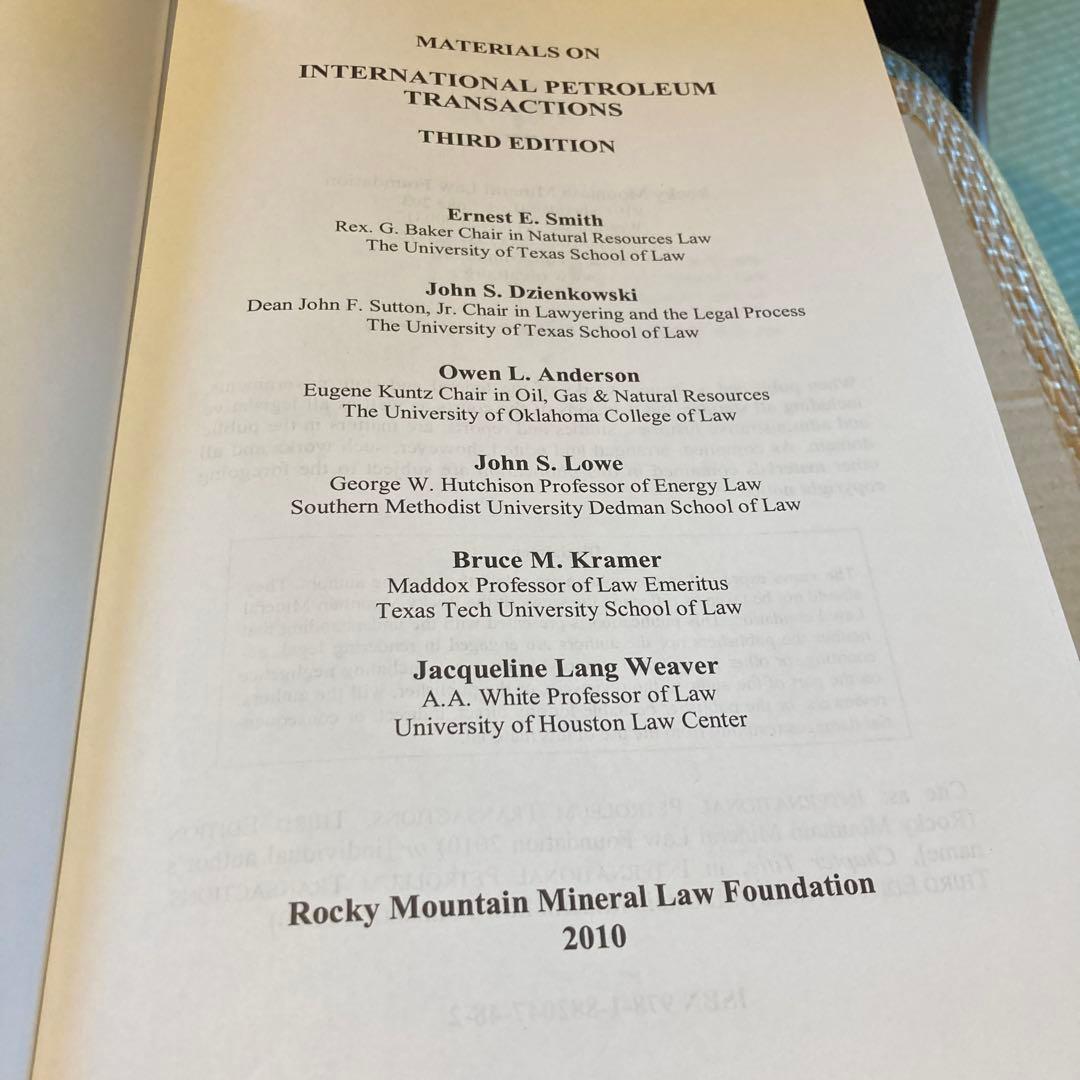 MATERIALS ON
INTERNATIONAL PETROLEUM
TRANSACTIONS
THIRD EDITION
Ernest E. Smith
Rex. G. Baker Chair in Natural Resources Law
The University of Texas School of Law
John S. Dzienkowski
Dean John F. Sutton, Jr. Chair in Lawyering and the Legal Process
The University of Texas School of Law
Owen L. Anderson
Eugene Kuntz Chair in Oil, Gas & Natural Resources
The University of Oklahoma College of Law
John S. Lowe
George W. Hutchison Professor of Energy Law
Southern Methodist University Dedman School of Law
Bruce M. Kramer
Maddox Professor of Law Emeritus
Texas Tech University School of Law
Jacqueline Lang Weaver
A.A. White Professor of Law
University of Houston Law Center
Rocky Mountain Mineral Law Foundation
2010